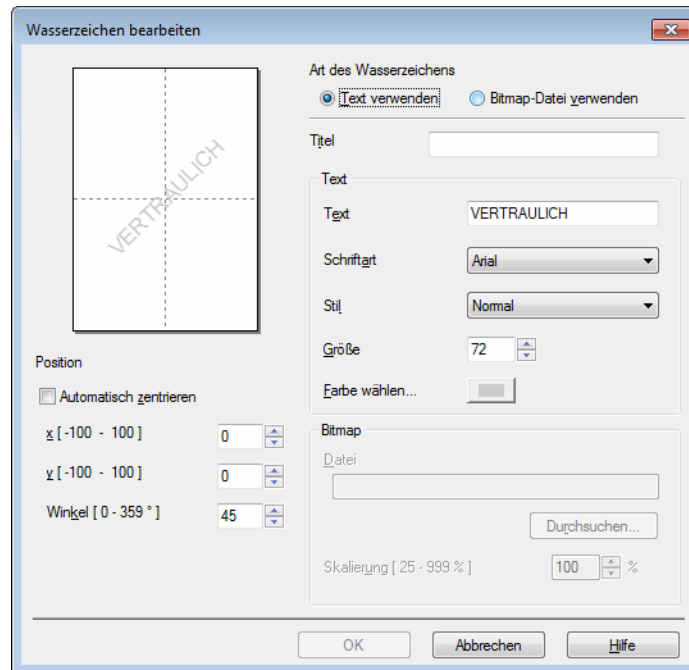 Wasserzeichen bearbeiten
VERTRAULICH
Art des Wasserzeichens
Text verwenden
Bitmap-Datei verwenden
Titel
Text
Text VERTRAULICH
Schriftart Arial
Stil Normal
Größe 72
Farbe wählen...
Position
Automatisch zentrieren
x [ -100 - 100 ] 0
y [ -100 - 100 ] 0
Winkel [ 0 - 359 ° ] 45
Bitmap
Datei
Durchsuchen...
Skalierung [ 25 - 999 % ] 100 %
OK Abbrechen Hilfe